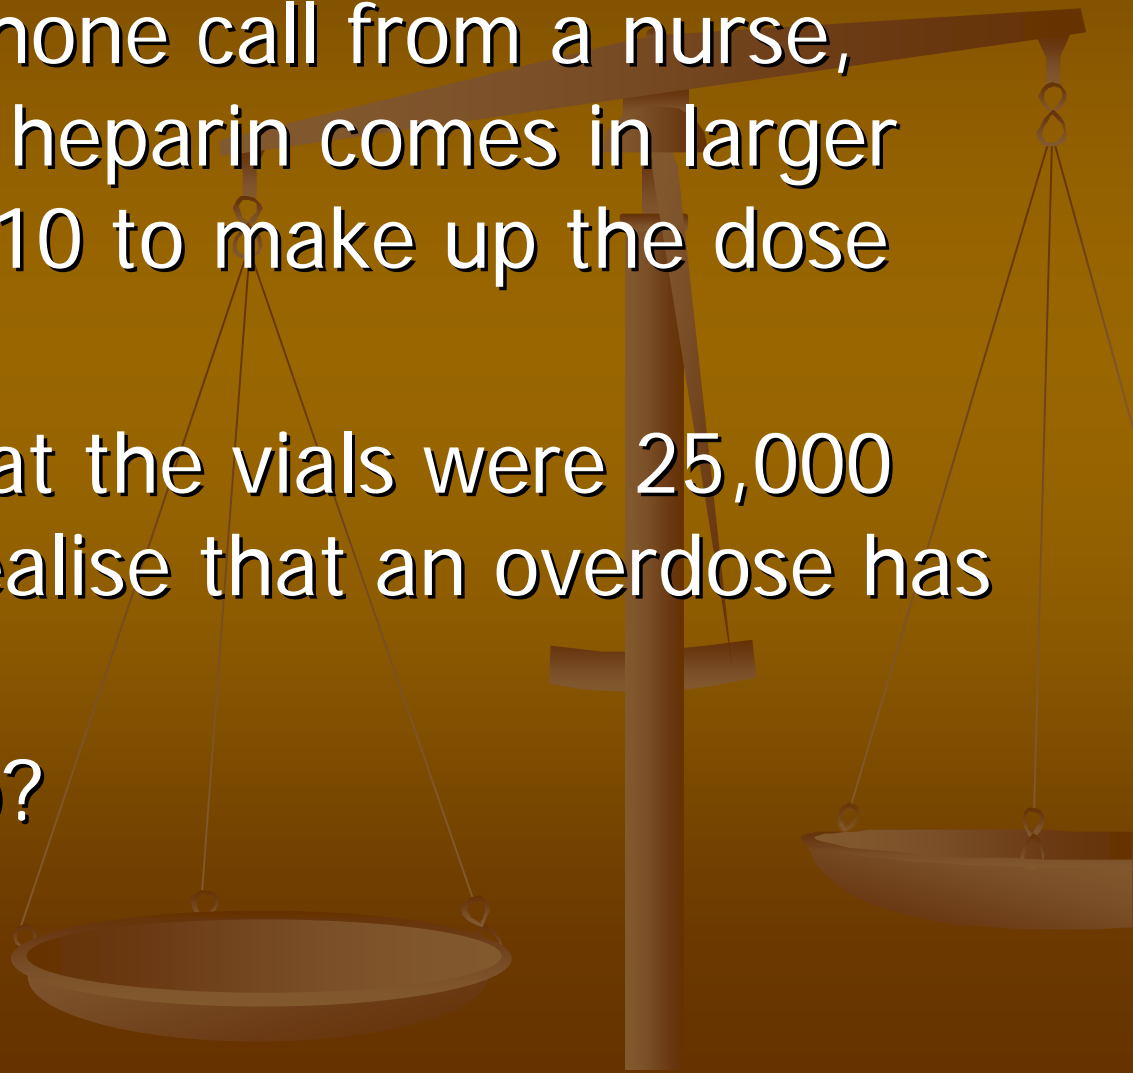 none call from a nurse,
heparin comes in larger
10 to make up the dose
at the vials were 25,000
ealise that an overdose has
?